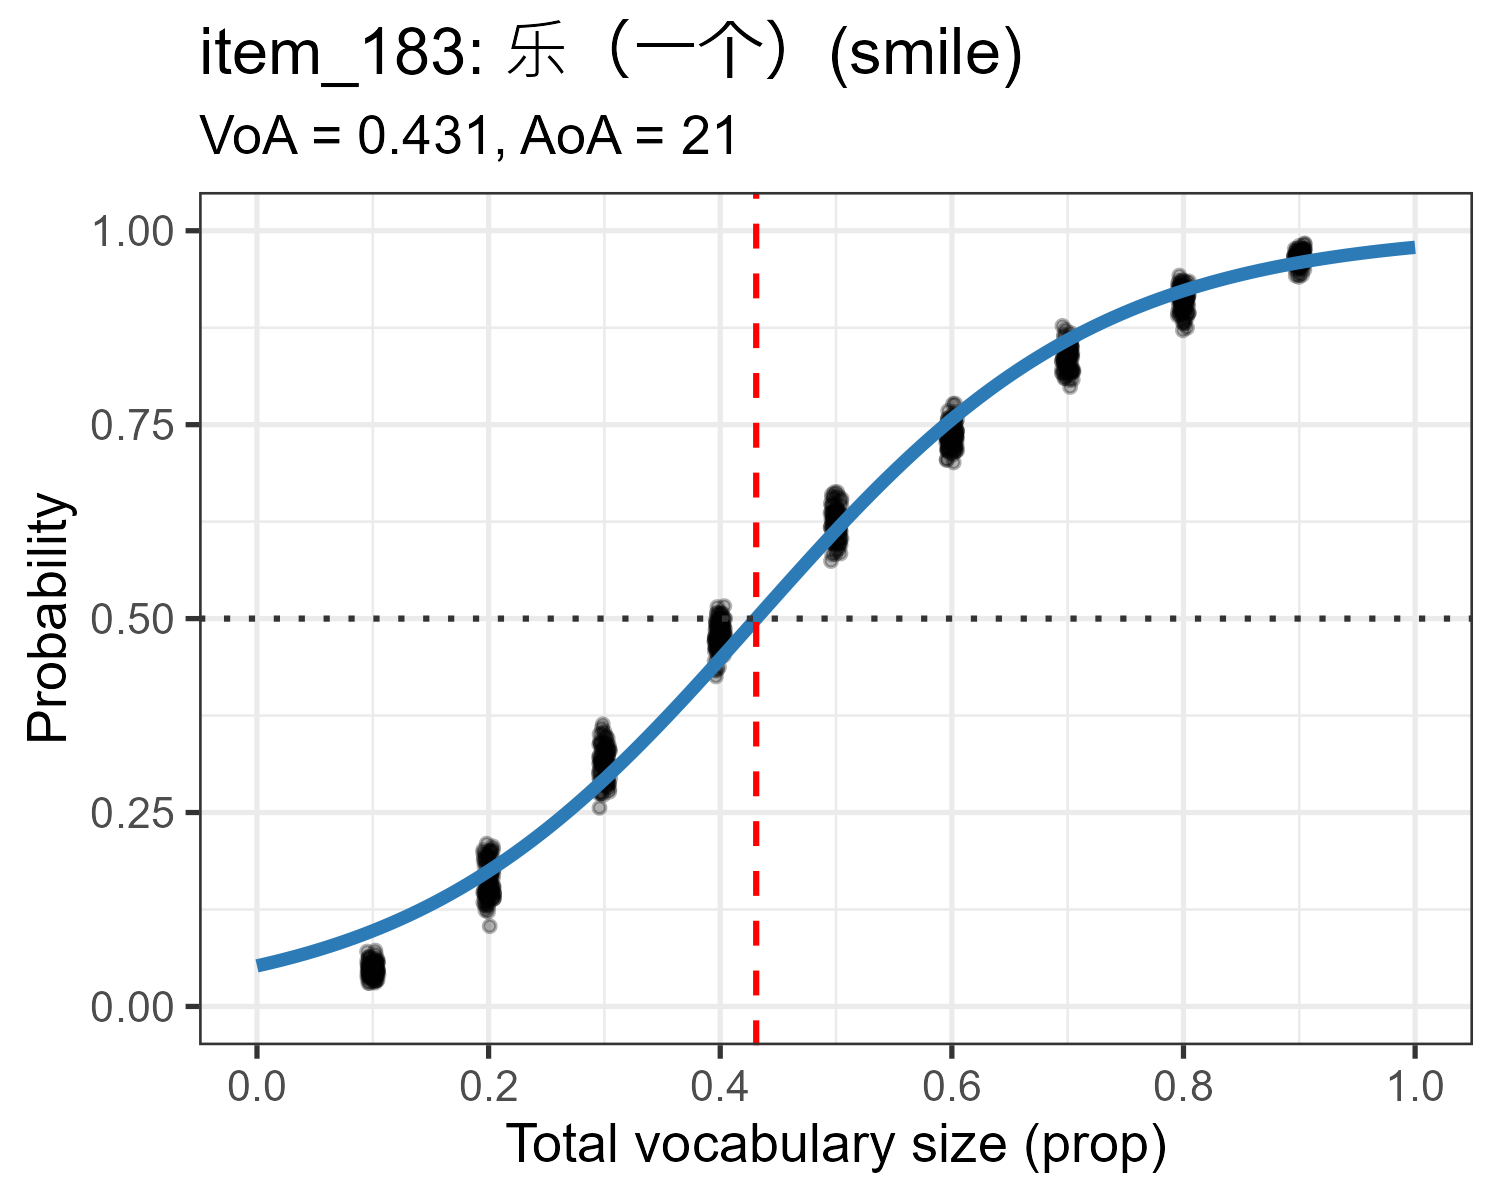 item_183: 乐（一个）(smile)
VoA = 0.431, AoA = 21
Probability
1.00
0.75
0.50
0.25
0.00
0.0 0.2 0.4 0.6 0.8 1.0
Total vocabulary size (prop)